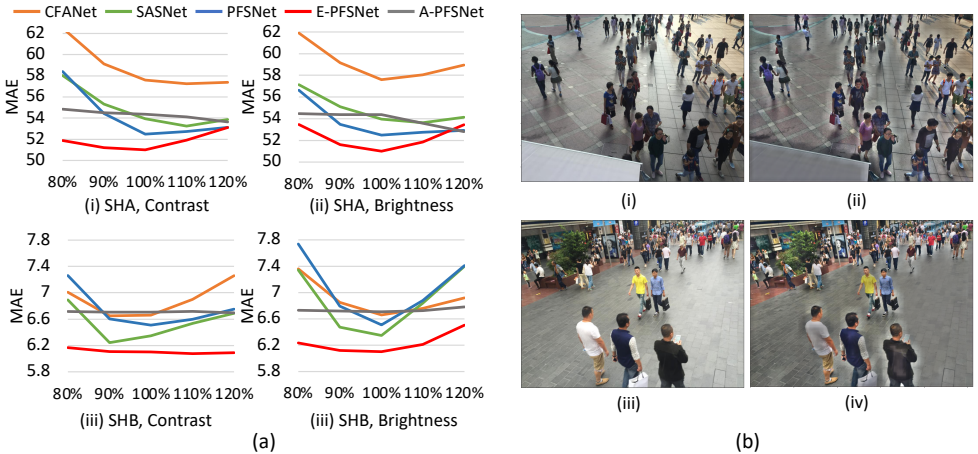 CFANet SASNet PFSNet E-PFSNet A-PFSNet
62
60
58
56
54
52
50
MAE
80% 90% 100% 110% 120%
(i) SHA, Contrast
62
60
58
56
54
52
50
MAE
80% 90% 100% 110% 120%
(ii) SHA, Brightness
7.8
7.4
7
6.6
6.2
5.8
MAE
80% 90% 100% 110% 120%
(iii) SHB, Contrast
7.8
7.4
7
6.6
6.2
5.8
MAE
80% 90% 100% 110% 120%
(iii) SHB, Brightness
(a)
(i) (ii)
(iii) (iv)
(b)